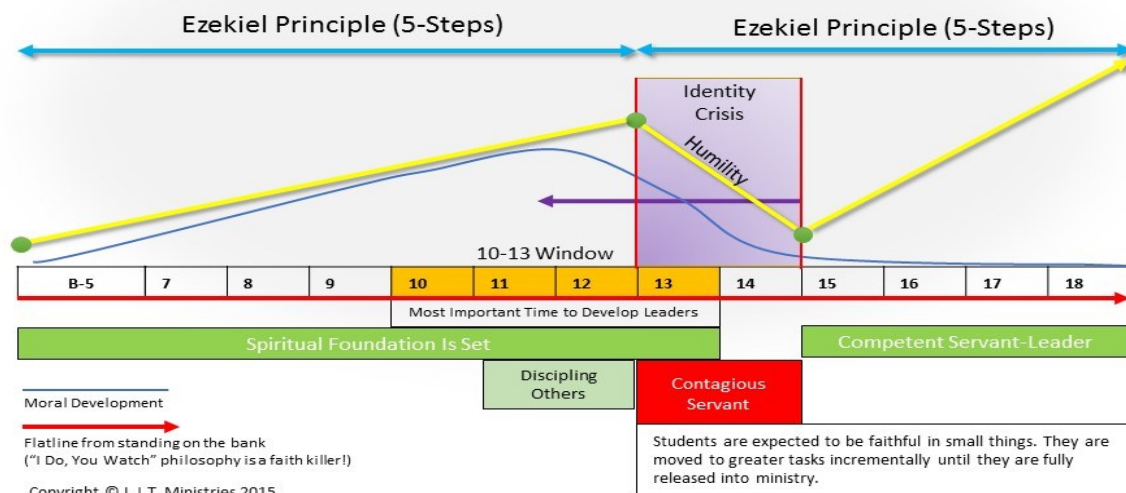 Ezekiel Principle (5-Steps)
Ezekiel Principle (5-Steps)
Identity
Crisis
Humility
10-13 Window
B-5 7 8 9 10 11 12 13 14 15 16 17 18
Most Important Time to Develop Leaders
Spiritual Foundation Is Set
Competent Servant-Leader
Discipling
Others
Contagious
Servant
Moral Development
Flatline from standing on the bank
("I Do, You Watch" philosophy is a faith killer!)
Students are expected to be faithful in small things. They are
moved to greater tasks incrementally until they are fully
released into ministry.
Copyright © L.I.T. Ministries 2015